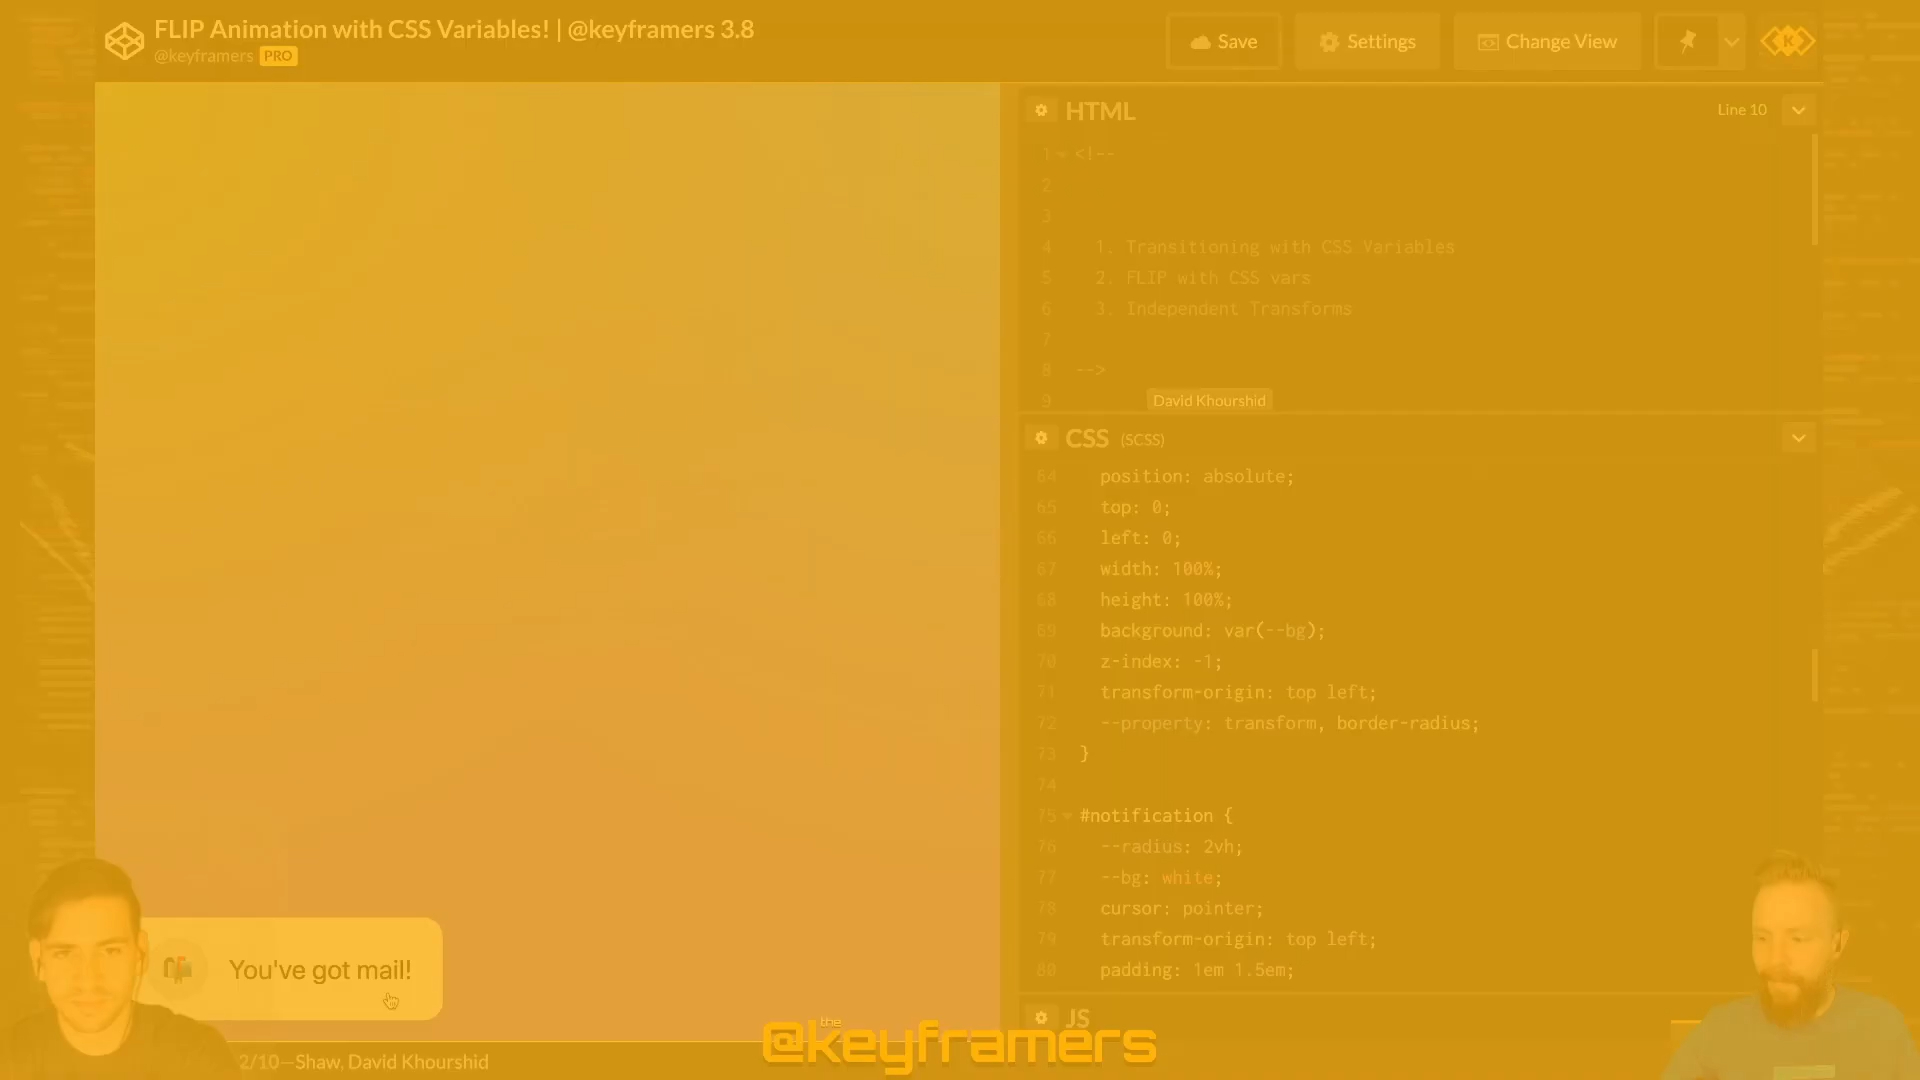 FLIP Animation with CSS Variables! | @keyframers 3.8
@keyframers PRO
Save
Settings
Change View
K
HTML
Line 10
1 <!--
2
3
4 1. Transitioning with CSS Variables
5 2. FLIP with CSS vars
6 3. Independent Transforms
7
8 -->
9
David Khourshid
CSS (SCSS)
64 position: absolute;
65 top: 0;
66 left: 0;
67 width: 100%;
68 height: 100%;
69 background: var(--bg);
70 z-index: -1;
71 transform-origin: top left;
72 --property: transform, border-radius;
73 }
74
75 #notification {
76 --radius: 2vh;
77 --bg: white;
78 cursor: pointer;
79 transform-origin: top left;
80 padding: 1em 1.5em;
JS
You've got mail!
2/10—Shaw, David Khourshid
the
@keyframers